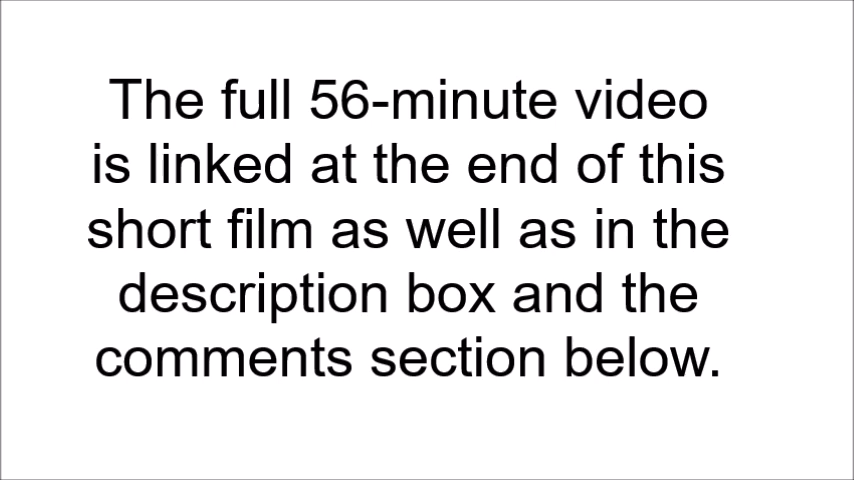 The full 56-minute video
is linked at the end of this
short film as well as in the
description box and the
comments section below.